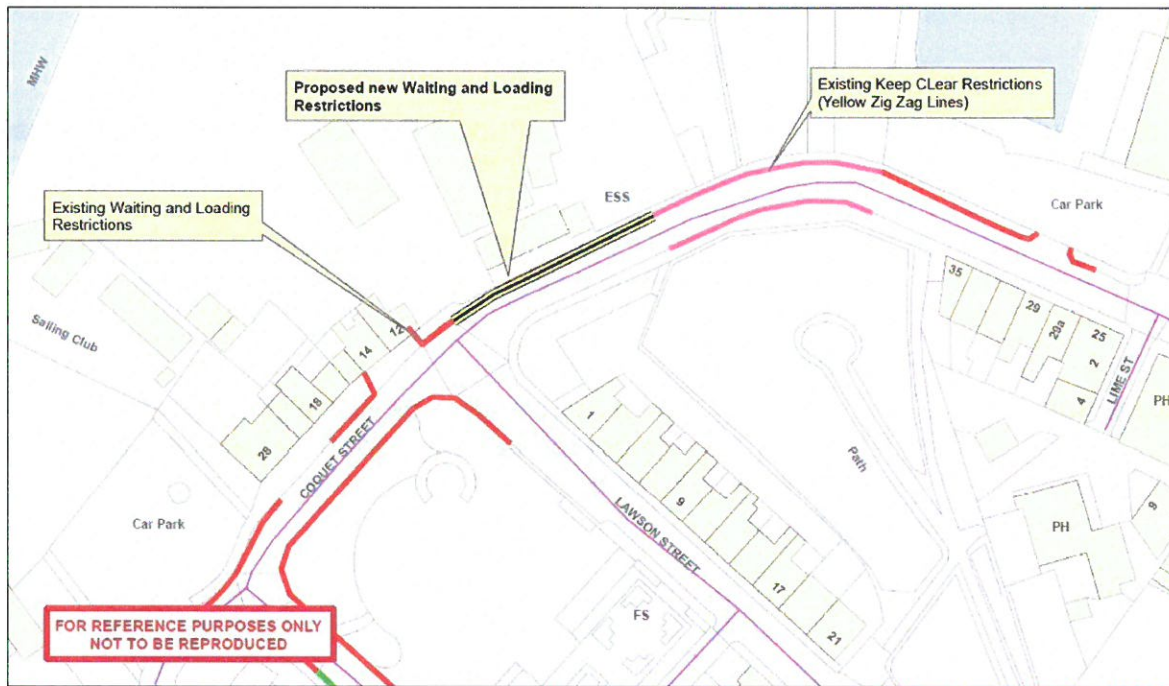 MHW
Proposed new Waiting and Loading
Restrictions
Existing Keep CLear Restrictions
(Yellow Zig Zag Lines)
Existing Waiting and Loading
Restrictions
ESS
Car Park
Sailing Club
12
14
18
28
COQUET STREET
Car Park
35
29
29a
25
2
4
LIME ST
PH
1
9
17
21
LAWSON STREET
Path
PH
9
FS
FOR REFERENCE PURPOSES ONLY
NOT TO BE REPRODUCED